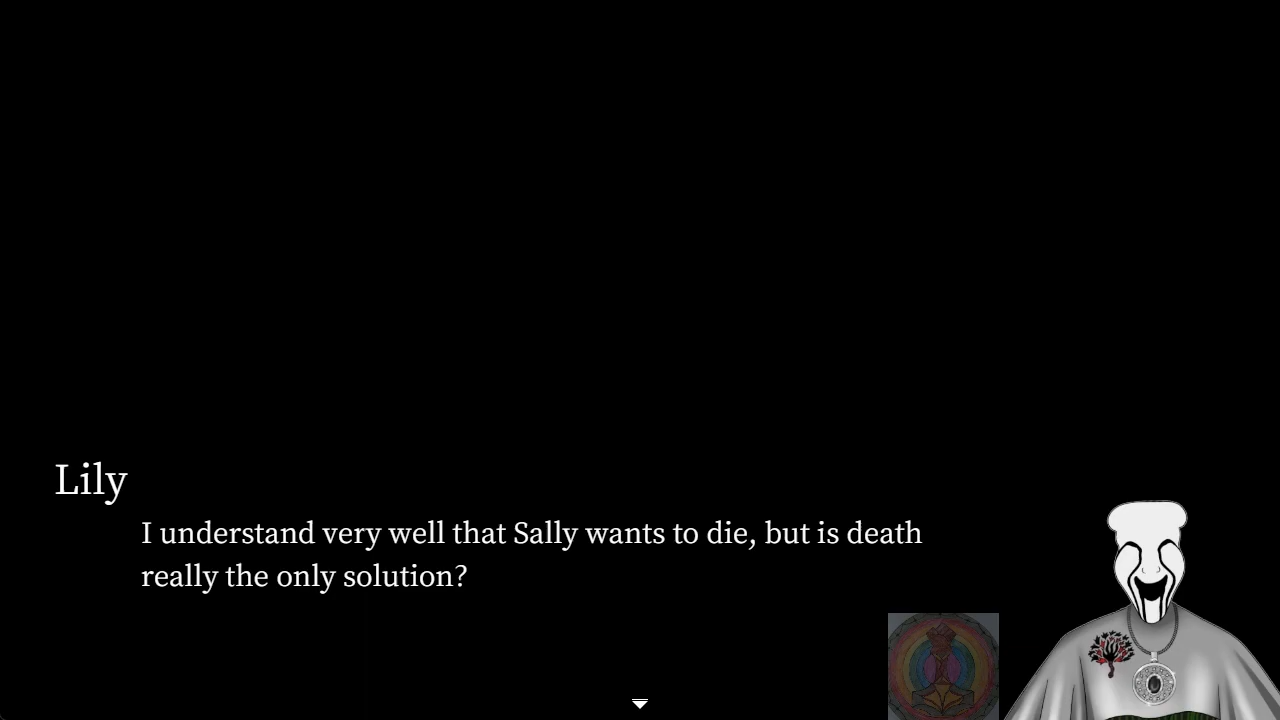 Lily
I understand very well that Sally wants to die, but is death
really the only solution?